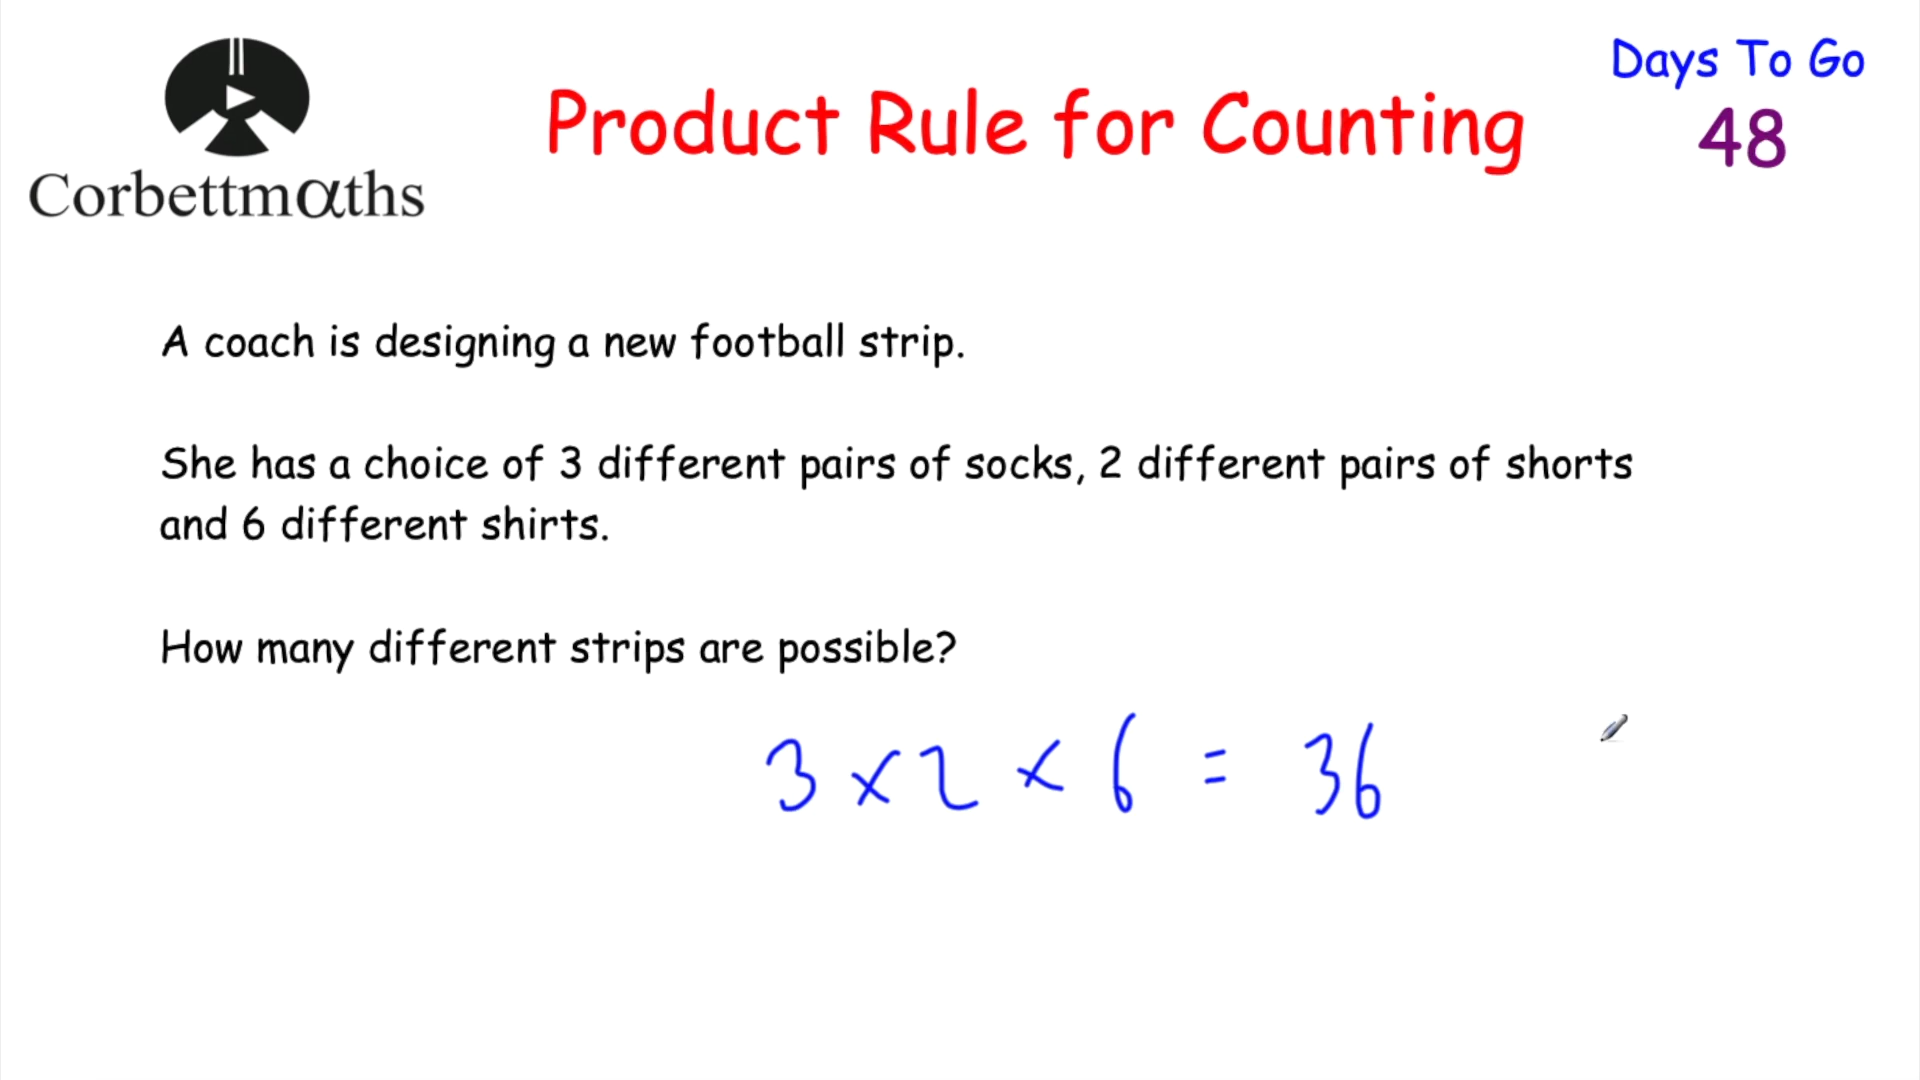 Corbettmαths
Product Rule for Counting
Days To Go
48
A coach is designing a new football strip.
She has a choice of 3 different pairs of socks, 2 different pairs of shorts
and 6 different shirts.
How many different strips are possible?
3 × 2 × 6 = 36